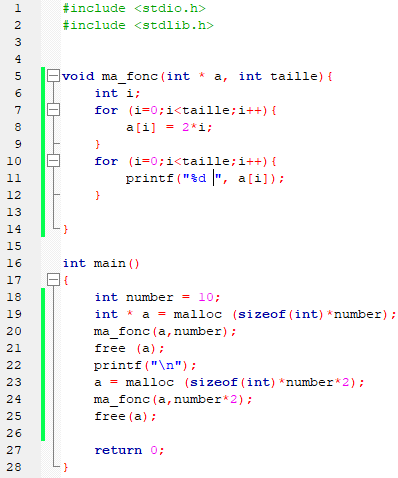 1 #include <stdio.h>
2 #include <stdlib.h>
3
4
5 void ma_fonc(int * a, int taille){
6 int i;
7 for (i=0;i<taille;i++){
8 a[i] = 2*i;
9 }
10 for (i=0;i<taille;i++){
11 printf("%d ", a[i]);
12 }
13
14 }
15
16 int main()
17 {
18 int number = 10;
19 int * a = malloc (sizeof(int)*number);
20 ma_fonc(a,number);
21 free (a);
22 printf("\n");
23 a = malloc (sizeof(int)*number*2);
24 ma_fonc(a,number*2);
25 free(a);
26
27 return 0;
28 }